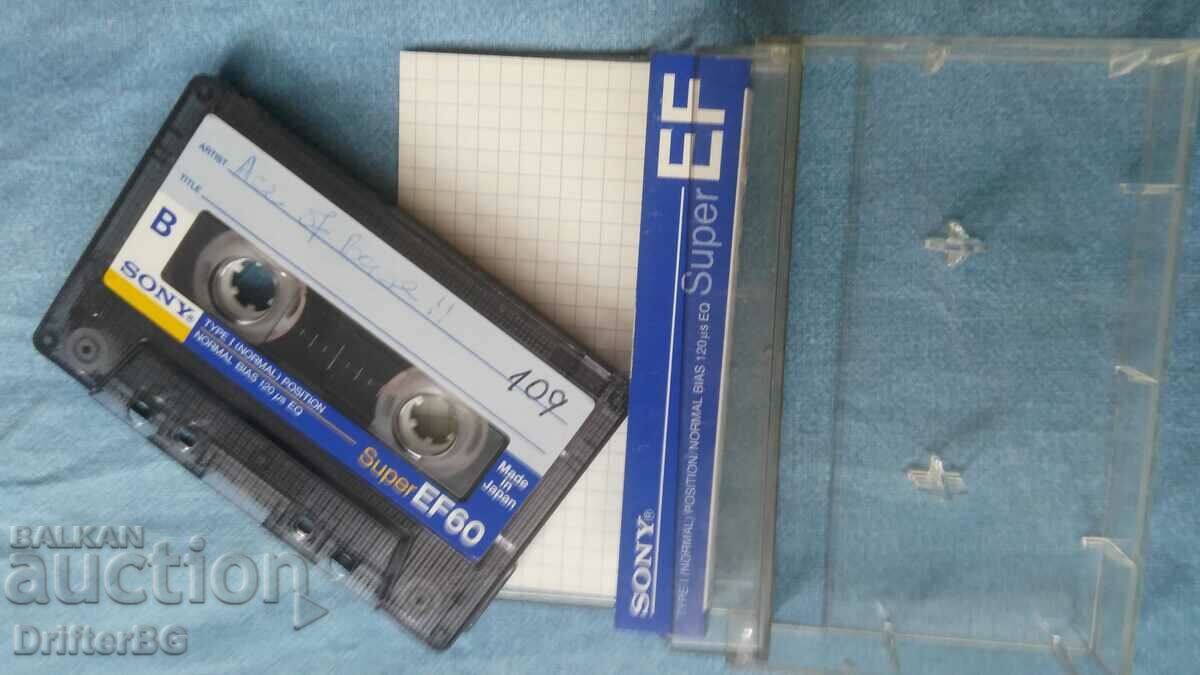 ARTIST Ace of Base !!
TITLE
109
B
SONY®
TYPE I (NORMAL) POSITION
NORMAL BIAS 120 µs EQ
Super EF60
Made
in
Japan
SONY® Super EF
TYPE I (NORMAL) POSITION/NORMAL BIAS 120 µs EQ
BALKAN
auction
DrifterBG